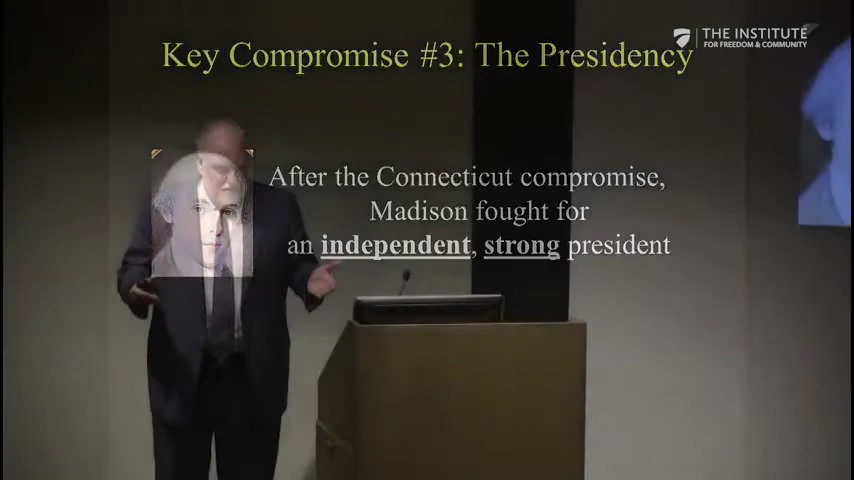 THE INSTITUTE
FOR FREEDOM & COMMUNITY
Key Compromise #3: The Presidency
After the Connecticut compromise,
Madison fought for
an independent, strong president